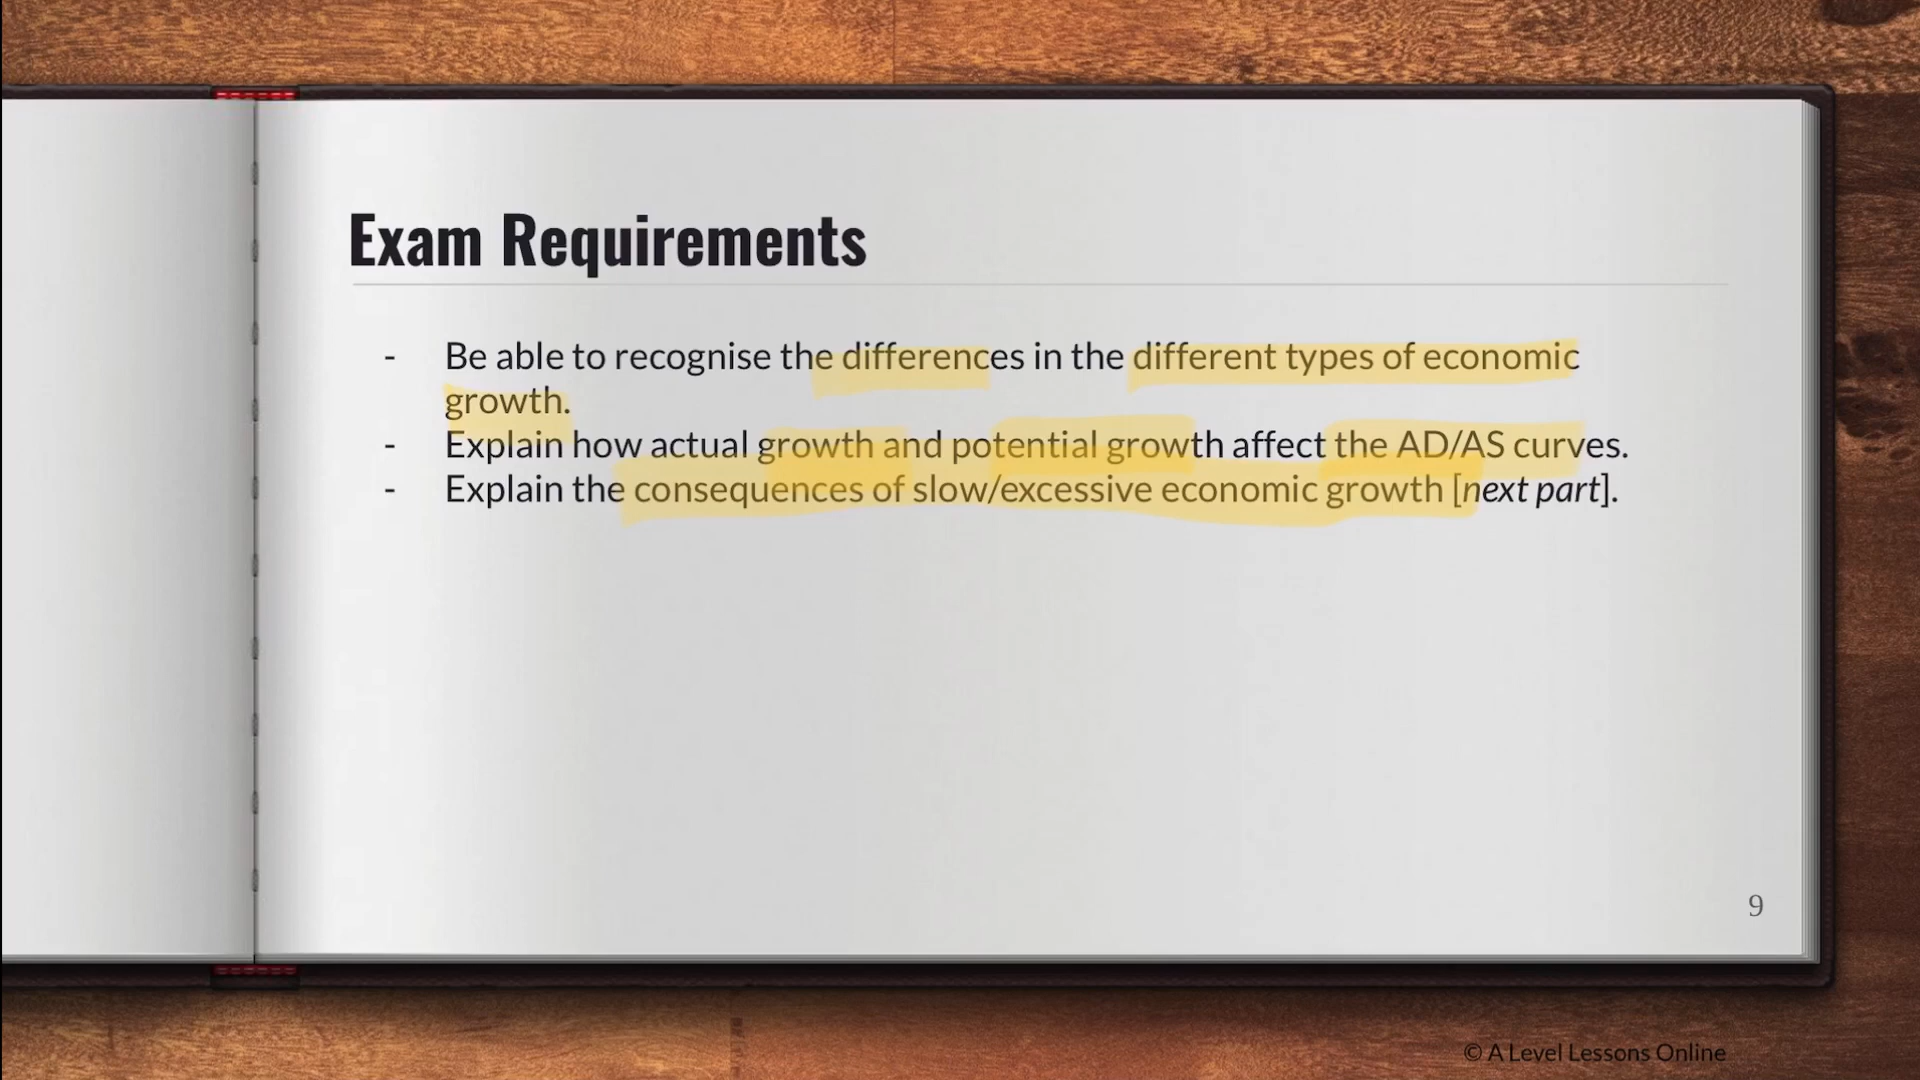 Exam Requirements
- Be able to recognise the differences in the different types of economic
growth.
- Explain how actual growth and potential growth affect the AD/AS curves.
- Explain the consequences of slow/excessive economic growth [next part].
9
© A Level Lessons Online